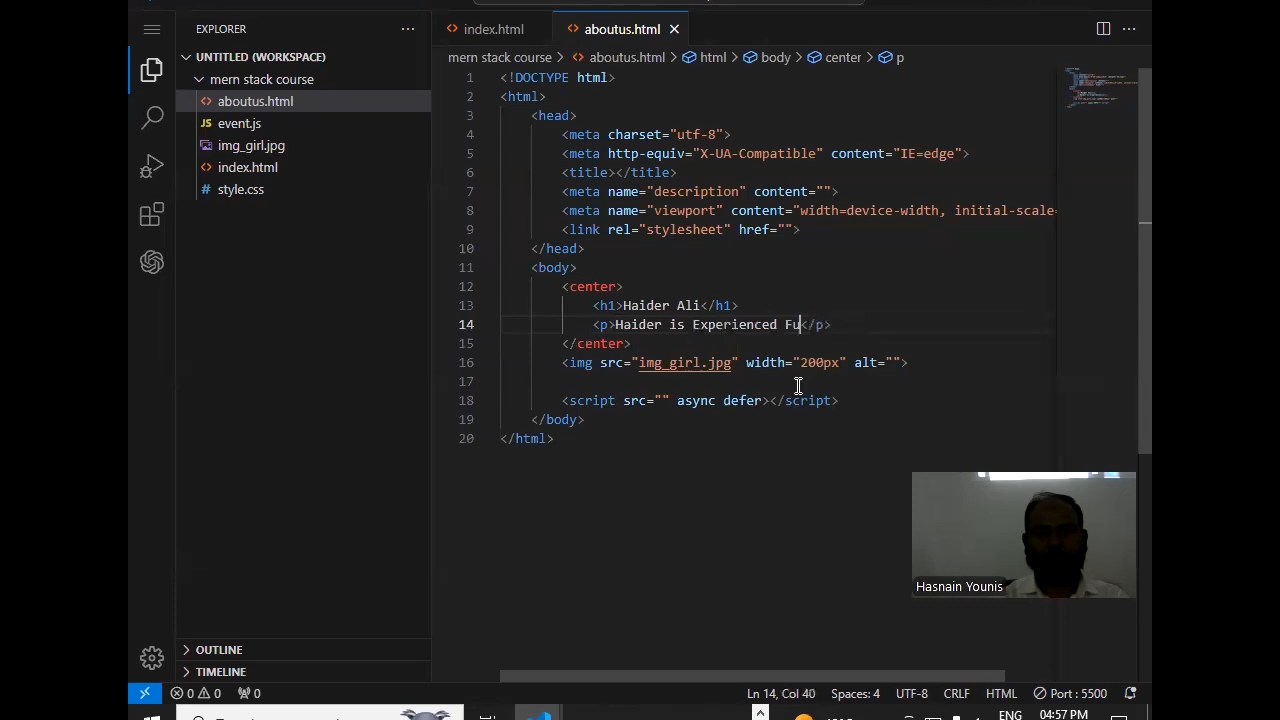 index.html
aboutus.html
EXPLORER
UNTITLED (WORKSPACE)
mern stack course
aboutus.html
event.js
img_girl.jpg
index.html
style.css
OUTLINE
TIMELINE
mern stack course > aboutus.html > html > body > center > p
1 <!DOCTYPE html>
2 <html>
3 <head>
4 <meta charset="utf-8">
5 <meta http-equiv="X-UA-Compatible" content="IE=edge">
6 <title></title>
7 <meta name="description" content="">
8 <meta name="viewport" content="width=device-width, initial-scale=
9 <link rel="stylesheet" href="">
10 </head>
11 <body>
12 <center>
13 <h1>Haider Ali</h1>
14 <p>Haider is Experienced Fu</p>
15 </center>
16 <img src="img_girl.jpg" width="200px" alt="">
17
18 <script src="" async defer></script>
19 </body>
20 </html>
Hasnain Younis
0 0 0 Ln 14, Col 40 Spaces: 4 UTF-8 CRLF HTML Port : 5500
ENG 04:57 PM